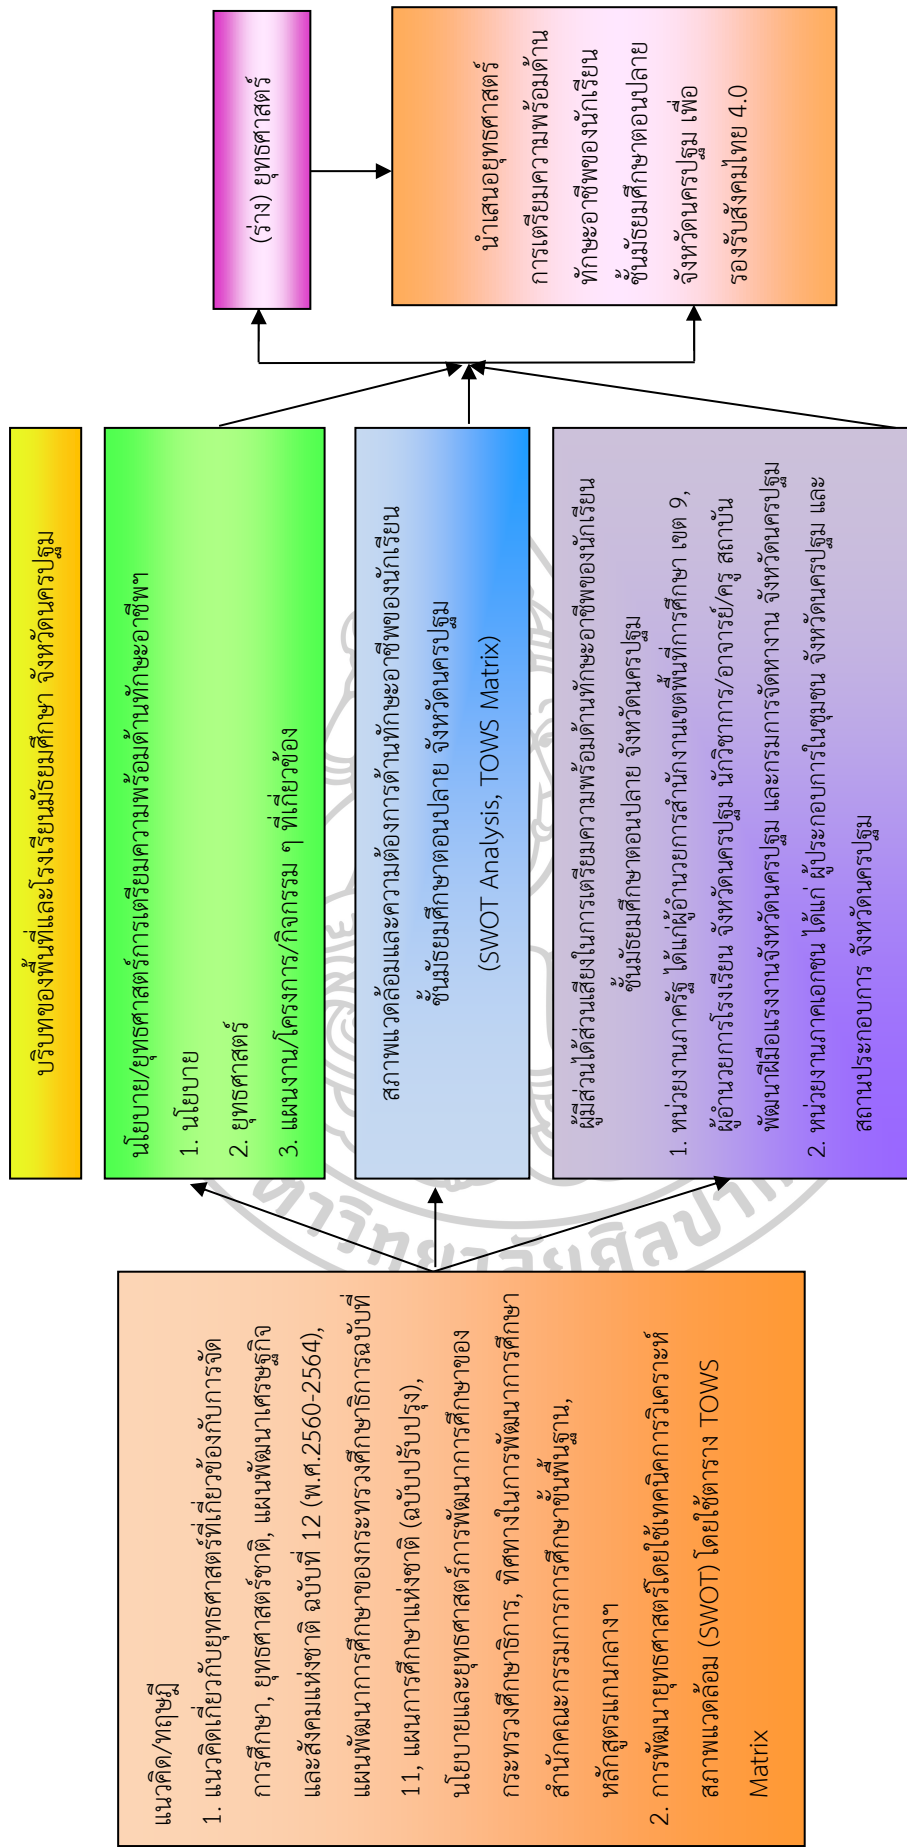 แนวคิด/ทฤษฎี
1. แนวคิดเกี่ยวกับยุทธศาสตร์ที่เกี่ยวข้องกับการจัด
การศึกษา, ยุทธศาสตร์ชาติ, แผนพัฒนาเศรษฐกิจ
และสังคมแห่งชาติ ฉบับที่ 12 (พ.ศ.2560-2564),
แผนพัฒนาการศึกษาของกระทรวงศึกษาธิการฉบับที่
11, แผนการศึกษาแห่งชาติ (ฉบับปรับปรุง),
นโยบายและยุทธศาสตร์การพัฒนาการศึกษาของ
กระทรวงศึกษาธิการ, ทิศทางในการพัฒนาการศึกษา
สำนักคณะกรรมการการศึกษาขั้นพื้นฐาน,
หลักสูตรแกนกลางฯ
2. การพัฒนายุทธศาสตร์โดยใช้เทคนิคการวิเคราะห์
สภาพแวดล้อม (SWOT) โดยใช้ตาราง TOWS
Matrix
บริบทของพื้นที่และโรงเรียนมัธยมศึกษา จังหวัดนครปฐม
นโยบาย/ยุทธศาสตร์การเตรียมความพร้อมด้านทักษะอาชีพฯ
1. นโยบาย
2. ยุทธศาสตร์
3. แผนงาน/โครงการ/กิจกรรม ๆ ที่เกี่ยวข้อง
สภาพแวดล้อมและความต้องการด้านทักษะอาชีพของนักเรียน
ชั้นมัธยมศึกษาตอนปลาย จังหวัดนครปฐม
(SWOT Analysis, TOWS Matrix)
ผู้มีส่วนได้ส่วนเสียงในการเตรียมความพร้อมด้านทักษะอาชีพของนักเรียน
ชั้นมัธยมศึกษาตอนปลาย จังหวัดนครปฐม
1. หน่วยงานภาครัฐ ได้แก่ผู้อำนวยการสำนักงานเขตพื้นที่การศึกษา เขต 9,
ผู้อำนวยการโรงเรียน จังหวัดนครปฐม นักวิชาการ/อาจารย์/ครู สถาบัน
พัฒนาฝีมือแรงงานจังหวัดนครปฐม และกรมการจัดหางาน จังหวัดนครปฐม
2. หน่วยงานภาคเอกชน ได้แก่ ผู้ประกอบการในชุมชน จังหวัดนครปฐม และ
สถานประกอบการ จังหวัดนครปฐม
(ร่าง) ยุทธศาสตร์
นำเสนอยุทธศาสตร์
การเตรียมความพร้อมด้าน
ทักษะอาชีพของนักเรียน
ชั้นมัธยมศึกษาตอนปลาย
จังหวัดนครปฐม เพื่อ
รองรับสังคมไทย 4.0